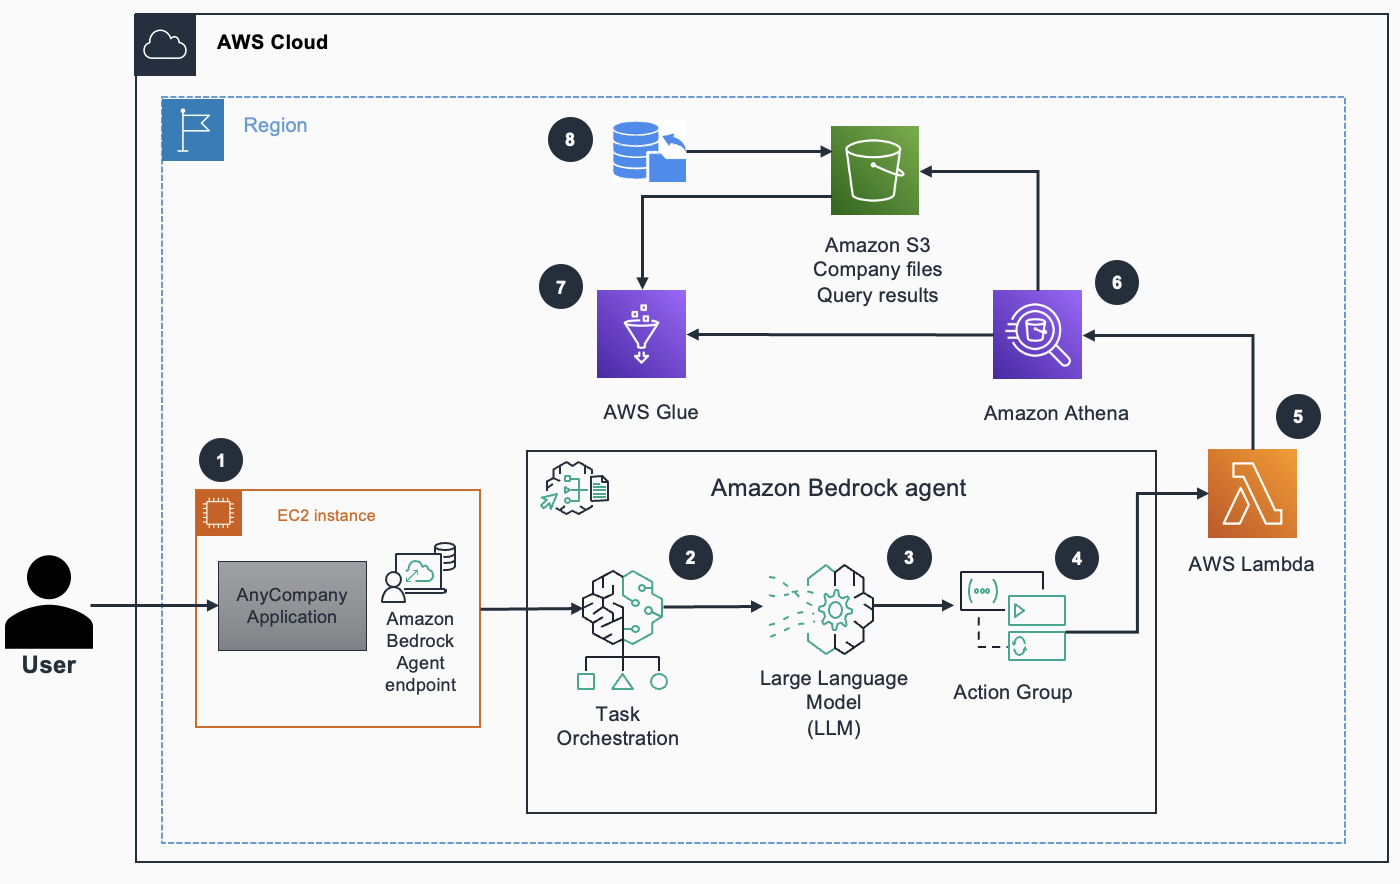 AWS Cloud
Region
8
Amazon S3
Company files
Query results
7
6
AWS Glue
Amazon Athena
5
1
EC2 instance
AnyCompany
Application
Amazon
Bedrock
Agent
endpoint
User
Amazon Bedrock agent
2
3
4
Task
Orchestration
Large Language
Model
(LLM)
Action Group
AWS Lambda